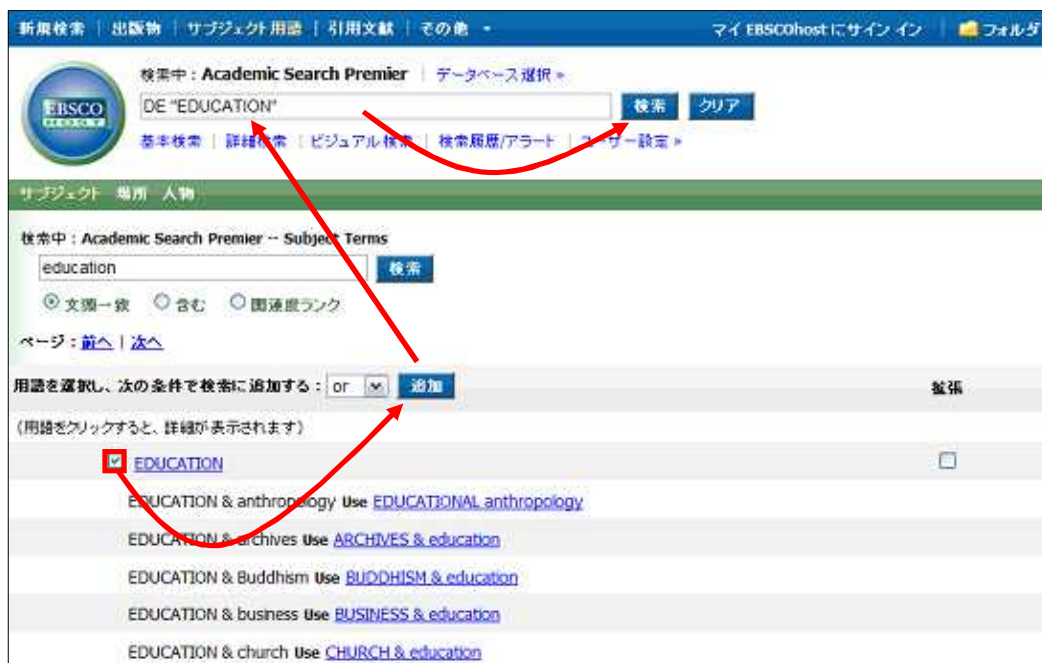 新規検索 | 出版物 | サブジェクト用語 | 引用文献 | その他 マイ EBSCOhost にサイン イン フォルダ
検索中 : Academic Search Premier | データベース選択 »
EBSCO
HOST
DE "EDUCATION" 検索 クリア
基本検索 | 詳細検索 | ビジュアル検索 | 検索履歴/アラート | ユーザー設定 »
サブジェクト 場所 人物
検索中 : Academic Search Premier -- Subject Terms
education 検索
文頭一致 含む 関連度ランク
ページ : 前へ | 次へ
用語を選択し、次の条件で検索に追加する : or 追加 拡張
(用語をクリックすると、詳細が表示されます)
EDUCATION
EDUCATION & anthropology Use EDUCATIONAL anthropology
EDUCATION & archives Use ARCHIVES & education
EDUCATION & Buddhism Use BUDDHISM & education
EDUCATION & business Use BUSINESS & education
EDUCATION & church Use CHURCH & education